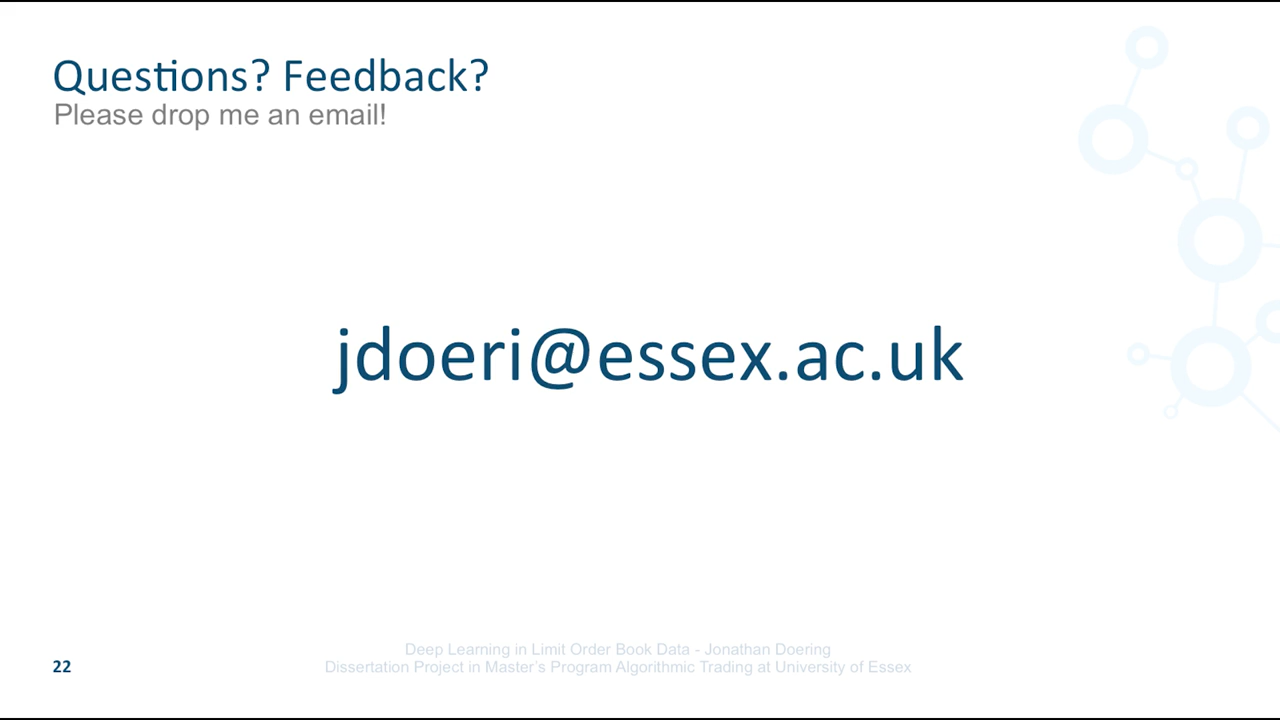 Questions? Feedback?
Please drop me an email!
jdoeri@essex.ac.uk
Deep Learning in Limit Order Book Data - Jonathan Doering
22
Dissertation Project in Master's Program Algorithmic Trading at University of Essex